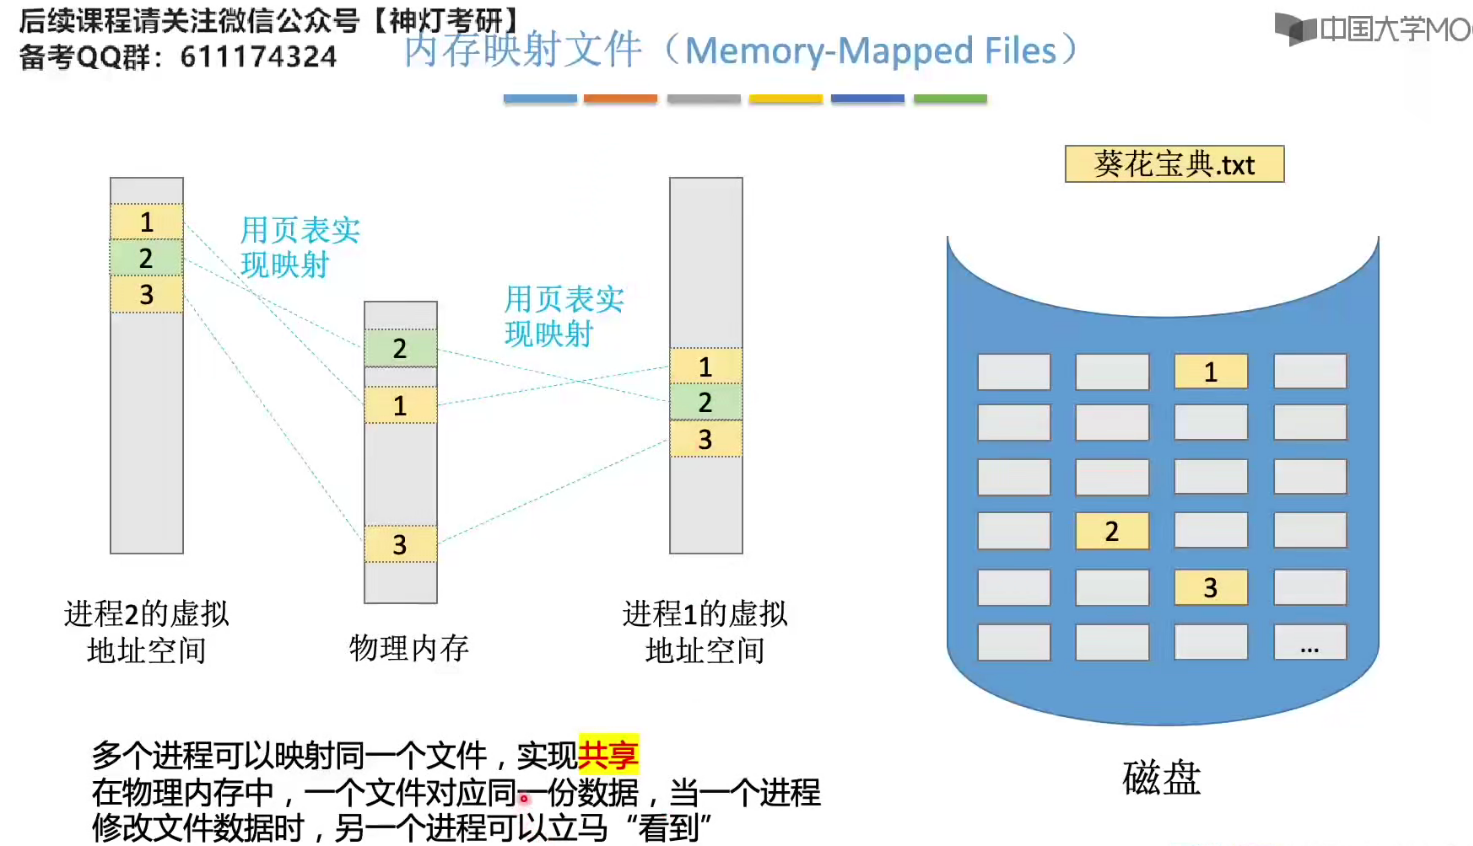 后续课程请关注微信公众号【神灯考研】
备考QQ群：611174324
内存映射文件（Memory-Mapped Files）
中国大学MOO
葵花宝典.txt
1
2
3
用页表实
现映射
2
1
3
用页表实
现映射
1
2
3
1
2
3
...
进程2的虚拟
地址空间
物理内存
进程1的虚拟
地址空间
磁盘
多个进程可以映射同一个文件，实现共享
在物理内存中，一个文件对应同一份数据，当一个进程
修改文件数据时，另一个进程可以立马“看到”